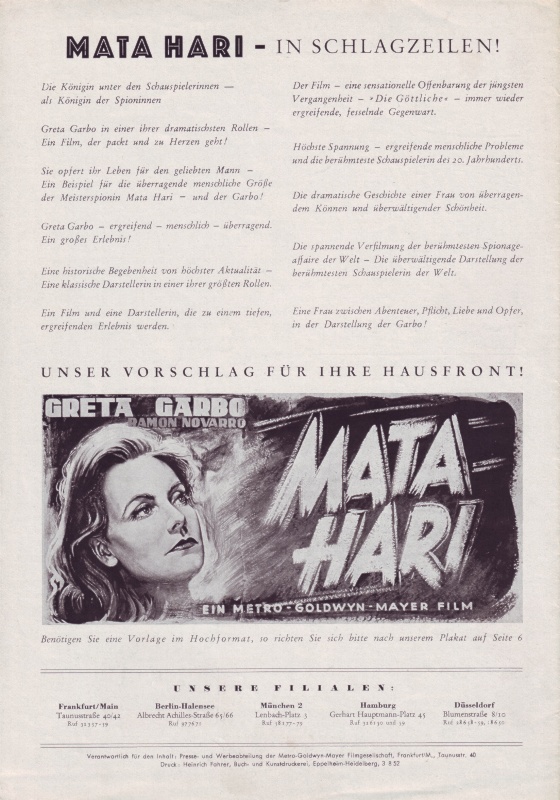 MATA HARI - IN SCHLAGZEILEN!
Die Königin unter den Schauspielerinnen —
als Königin der Spioninnen
Greta Garbo in einer ihrer dramatischsten Rollen –
Ein Film, der packt und zu Herzen geht!
Sie opfert ihr Leben für den geliebten Mann –
Ein Beispiel für die überragende menschliche Größe
der Meisterspionin Mata Hari – und der Garbo!
Greta Garbo – ergreifend – menschlich – überragend.
Ein großes Erlebnis!
Eine historische Begebenheit von höchster Aktualität –
Eine klassische Darstellerin in einer ihrer größten Rollen.
Ein Film und eine Darstellerin, die zu einem tiefen,
ergreifenden Erlebnis werden.
Der Film – eine sensationelle Offenbarung der jüngsten
Vergangenheit – »Die Göttliche« – immer wieder
ergreifende, fesselnde Gegenwart.
Höchste Spannung – ergreifende menschliche Probleme
und die berühmteste Schauspielerin des 20. Jahrhunderts.
Die dramatische Geschichte einer Frau von überragen-
dem Können und überwältigender Schönheit.
Die spannende Verfilmung der berühmtesten Spionage-
affaire der Welt – Die überwältigende Darstellung der
berühmtesten Schauspielerin der Welt.
Eine Frau zwischen Abenteuer, Pflicht, Liebe und Opfer,
in der Darstellung der Garbo!
UNSER VORSCHLAG FÜR IHRE HAUSFRONT!
GRETA GARBO
RAMON NOVARRO
MATA
HARI
EIN METRO-GOLDWYN-MAYER FILM
Benötigen Sie eine Vorlage im Hochformat, so richten Sie sich bitte nach unserem Plakat auf Seite 6
UNSERE FILIALEN:
Frankfurt/Main Berlin-Halensee München 2 Hamburg Düsseldorf
Taunusstraße 40/42 Albrecht Achilles-Straße 65/66 Lenbach-Platz 3 Gerhart Hauptmann-Platz 45 Blumenstraße 8/10
Ruf Ruf 977671 Ruf Ruf Ruf
Verantwortlich für den Inhalt: Presse- und Werbeabteilung der Metro-Goldwyn-Mayer Filmgesellschaft, Frankfurt/M., Taunusstr. 40
Druck: Heinrich Fahrer, Buch- und Kunstdruckerei, Eppelheim-Heidelberg, 3 8 52